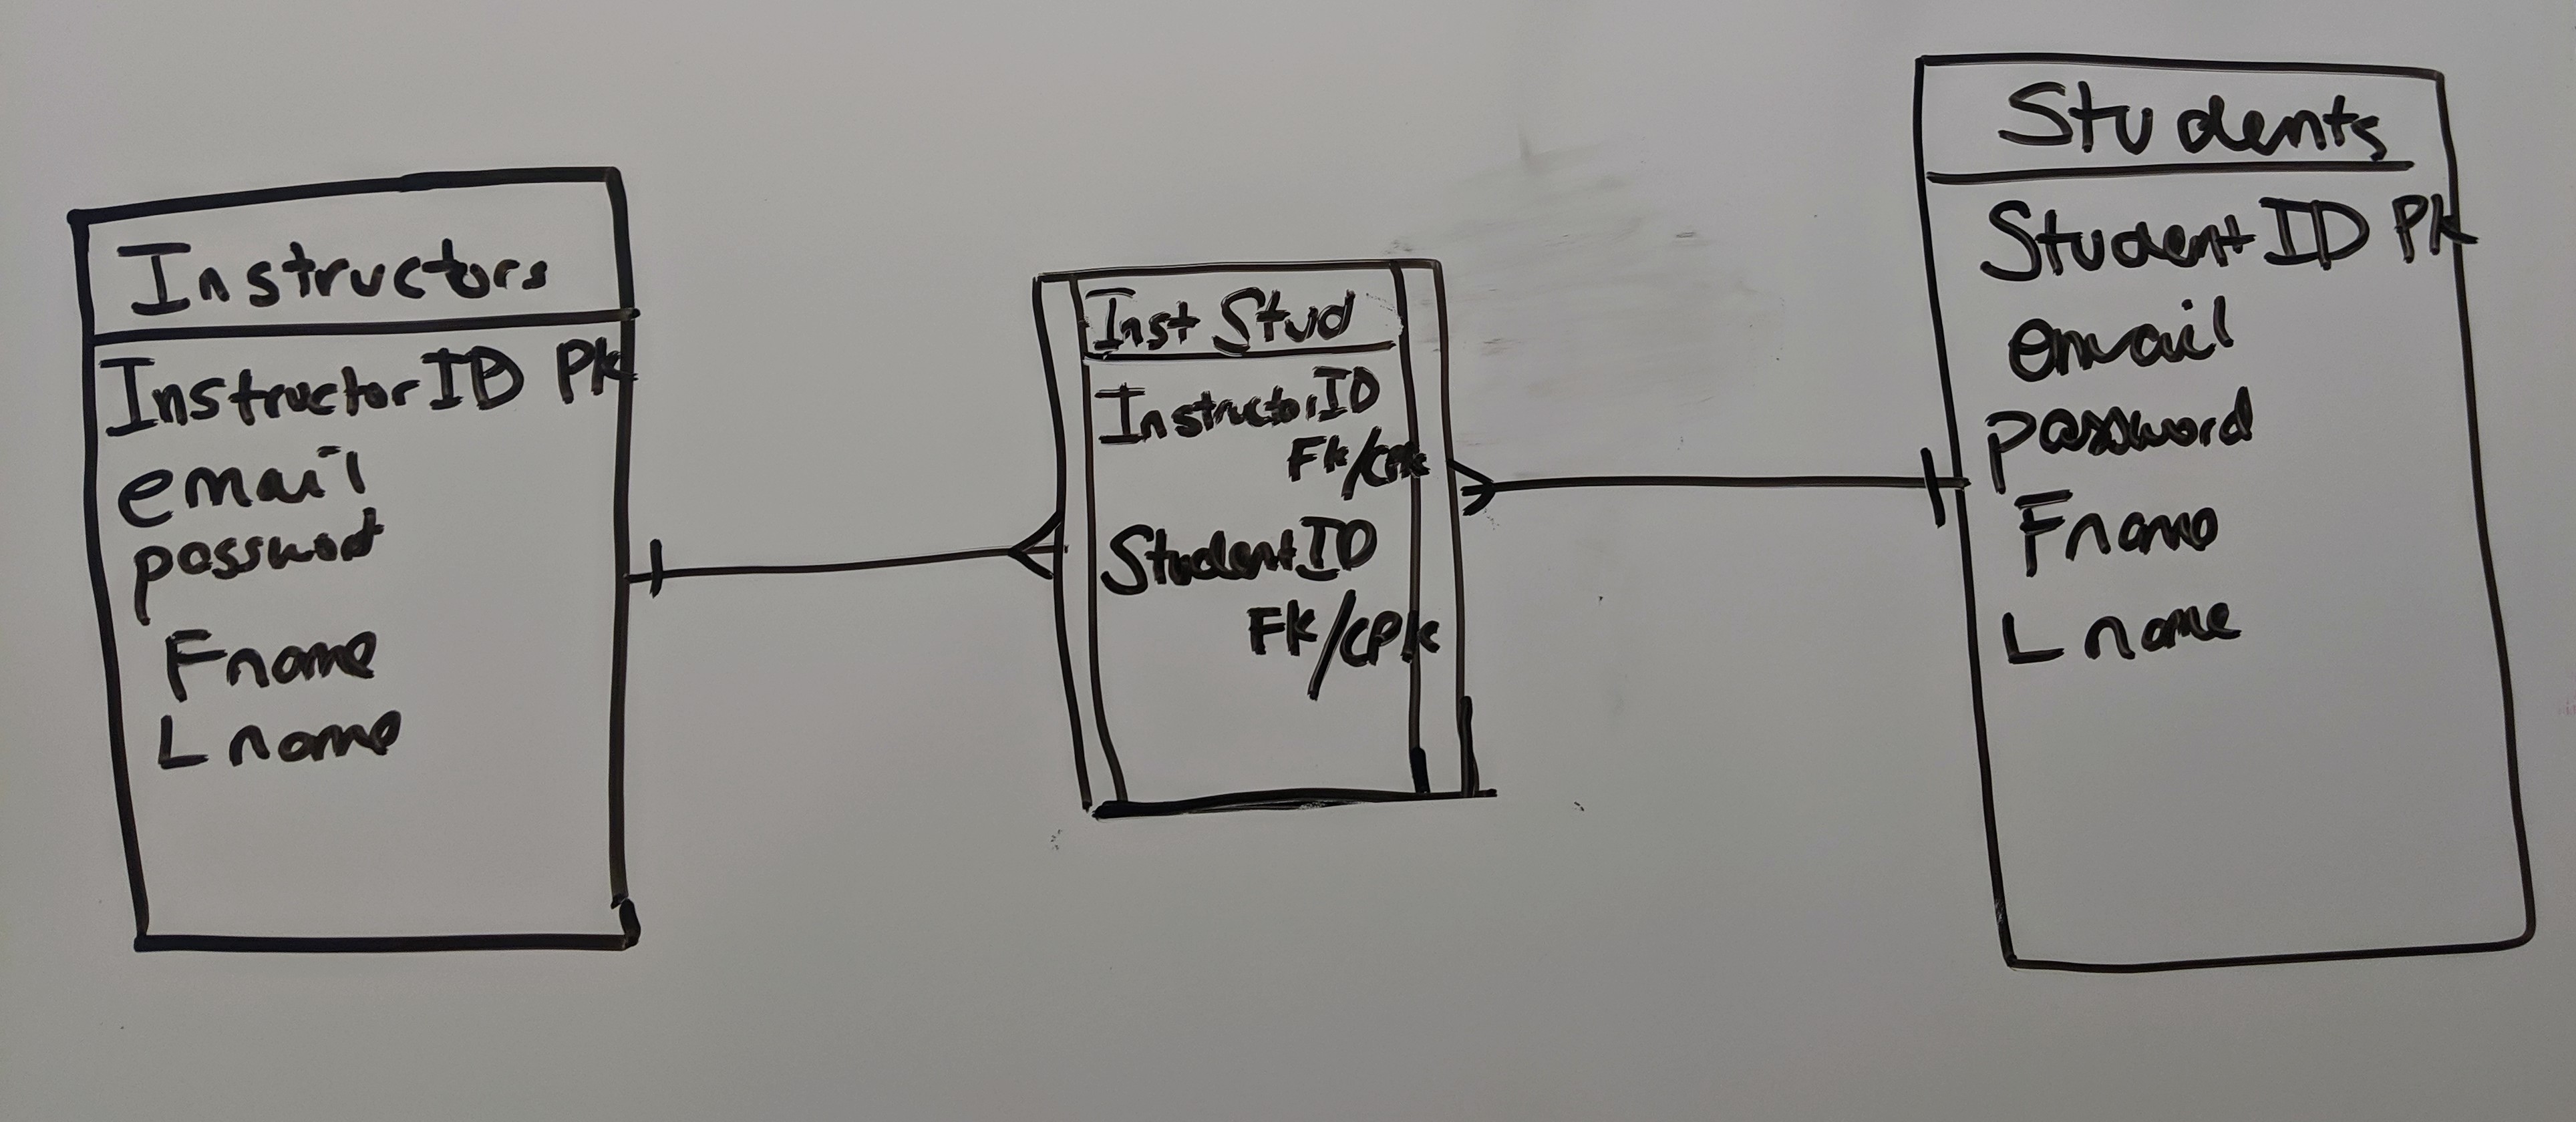 Instructors
InstructorID PK
email
password
Fname
Lname
Inst Stud
InstructorID
FK/CPK
StudentID
FK/CPK
Students
StudentID PK
email
password
Fname
Lname